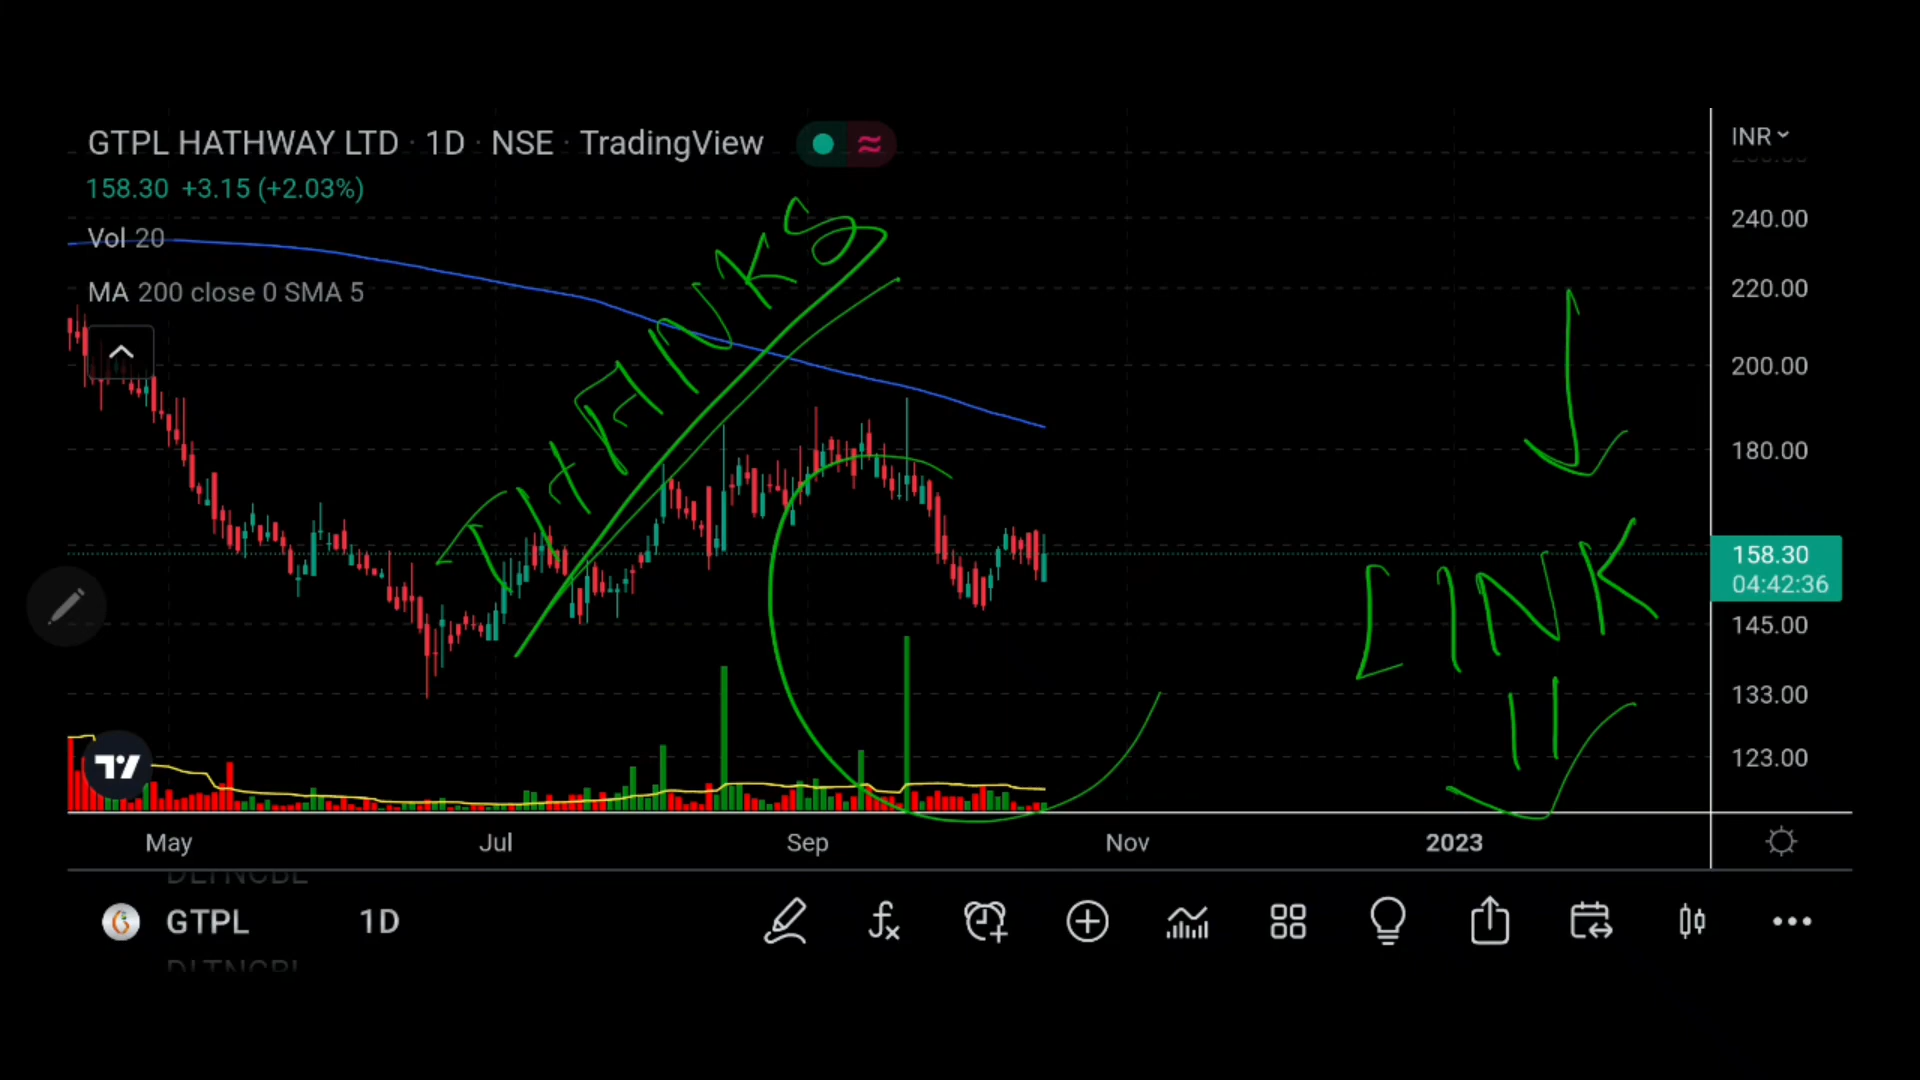 GTPL HATHWAY LTD · 1D · NSE · TradingView
INR
158.30 +3.15 (+2.03%)
Vol 20
MA 200 close 0 SMA 5
240.00
220.00
200.00
180.00
158.30
04:42:36
145.00
133.00
123.00
THANKS
LINK
May Jul Sep Nov 2023
GTPL 1D